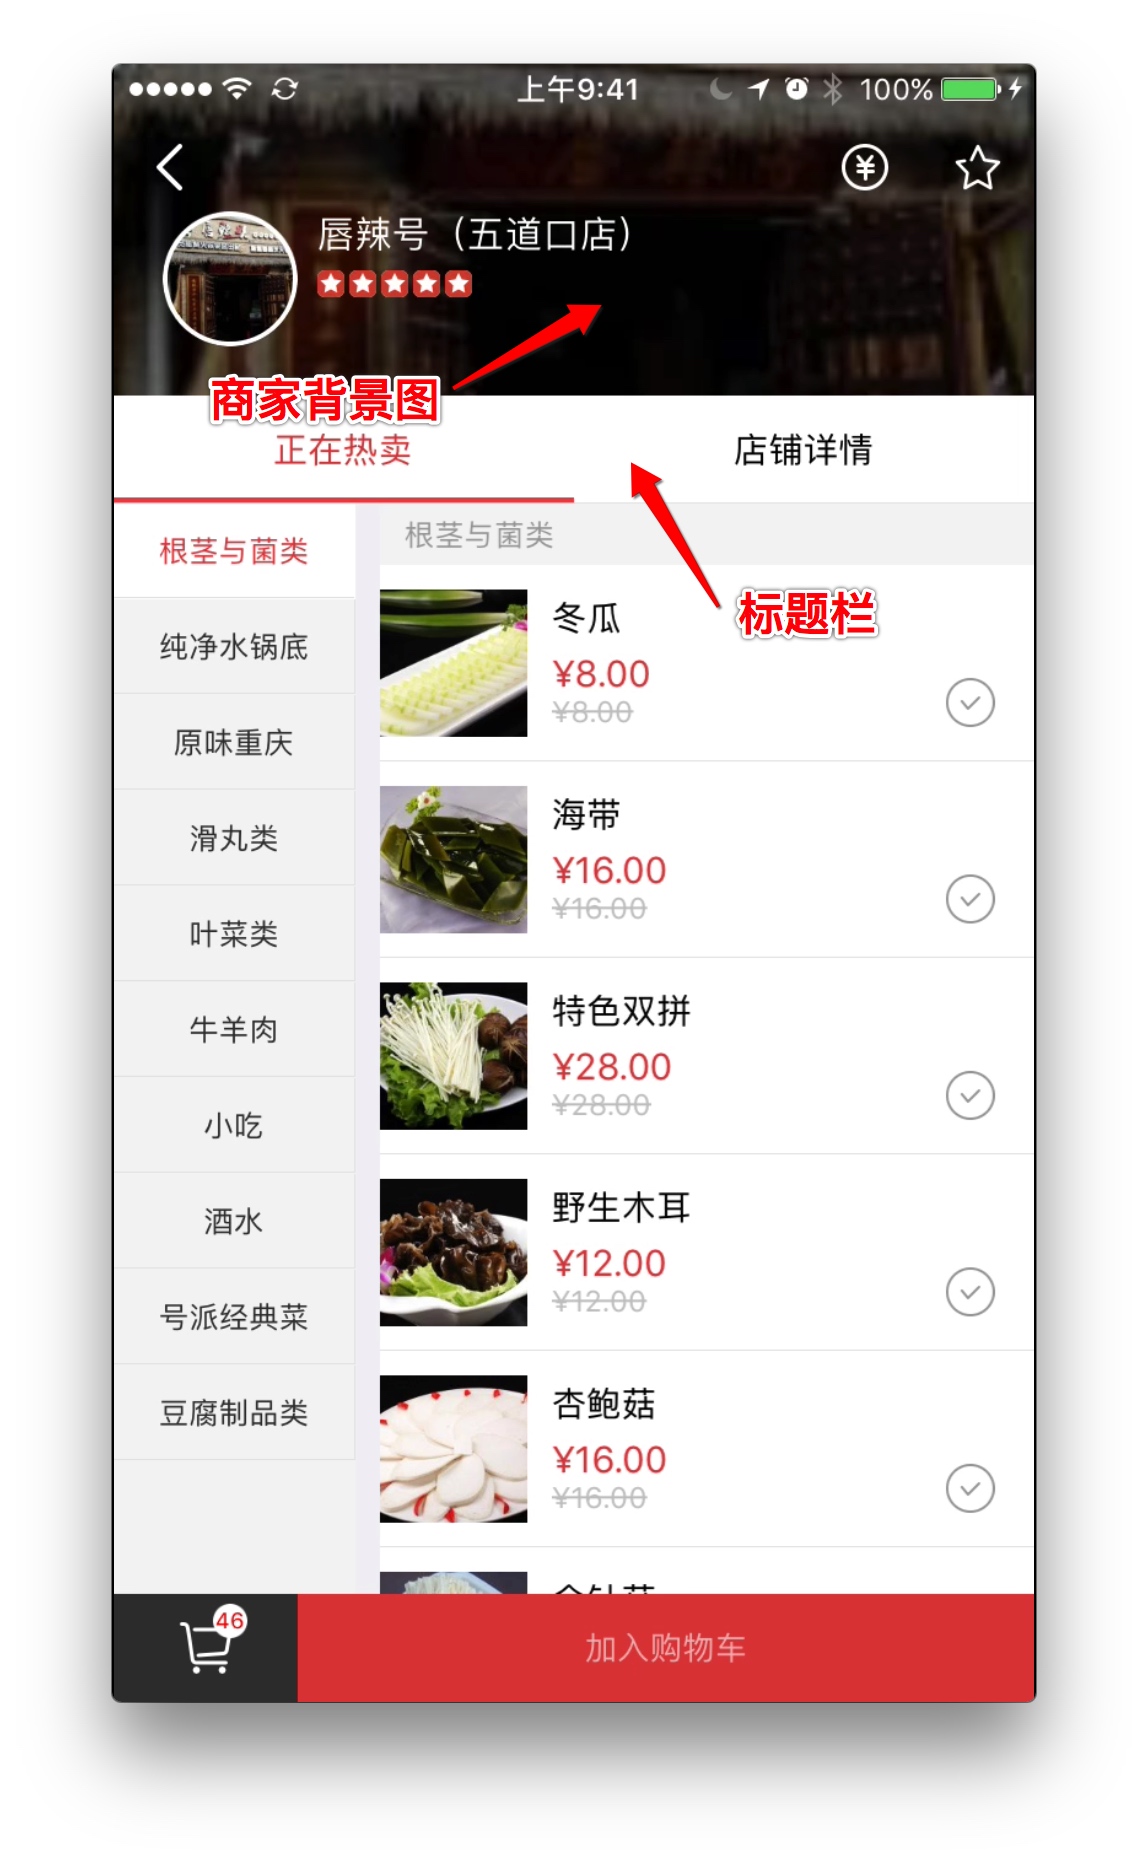 上午9:41
100%
唇辣号（五道口店）
商家背景图
正在热卖
店铺详情
标题栏
根茎与菌类
纯净水锅底
原味重庆
滑丸类
叶菜类
牛羊肉
小吃
酒水
号派经典菜
豆腐制品类
根茎与菌类
冬瓜
¥8.00
¥8.00
海带
¥16.00
¥16.00
特色双拼
¥28.00
¥28.00
野生木耳
¥12.00
¥12.00
杏鲍菇
¥16.00
¥16.00
46
加入购物车